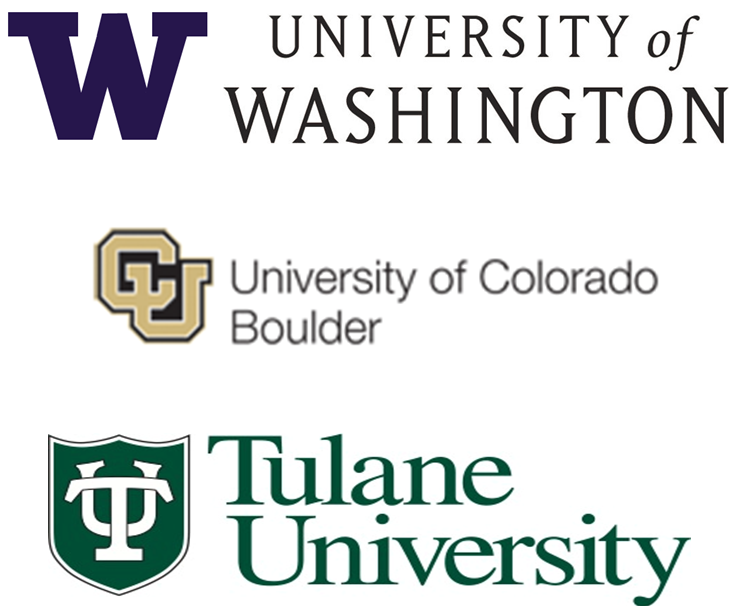 W
UNIVERSITY of
WASHINGTON
CU
University of Colorado
Boulder
TU
Tulane
University